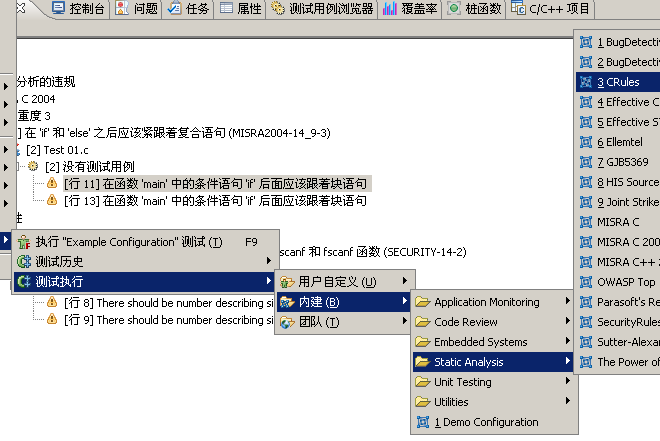 控制台 问题 任务 属性 测试用例浏览器 覆盖率 桩函数 C/C++ 项目
分析的违规
A C 2004
重度 3
] 在 'if' 和 'else' 之后应该紧跟着复合语句 (MISRA2004-14_9-3)
[2] Test 01.c
[2] 没有测试用例
[行 11] 在函数 'main' 中的条件语句 'if' 后面应该跟着块语句
[行 13] 在函数 'main' 中的条件语句 'if' 后面应该跟着块语句
性
执行 "Example Configuration" 测试 (T) F9
测试历史
测试执行
scanf 和 fscanf 函数 (SECURITY-14-2)
[行 8] There should be number describing si
[行 9] There should be number describing si
用户自定义 (U)
内建 (B)
团队 (T)
Application Monitoring
Code Review
Embedded Systems
Static Analysis
Unit Testing
Utilities
1 Demo Configuration
1 BugDetectiv
2 BugDetectiv
3 CRules
4 Effective C
5 Effective S
6 Ellemtel
7 GJB5369
8 HIS Source
9 Joint Strike
MISRA C
MISRA C 200
MISRA C++ 2
OWASP Top
Parasoft's Re
SecurityRules
Sutter-Alexan
The Power of